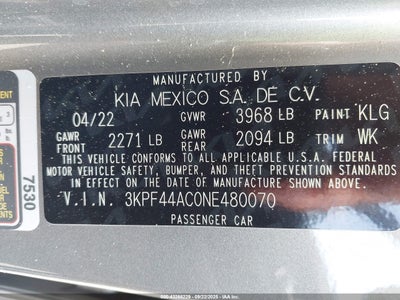 MANUFACTURED BY
KIA MEXICO S.A. DE C.V.
04/22 GVWR 3968 LB PAINT KLG
GAWR FRONT 2271 LB GAWR REAR 2094 LB TRIM WK
THIS VEHICLE CONFORMS TO ALL APPLICABLE U.S.A. FEDERAL
MOTOR VEHICLE SAFETY, BUMPER, AND THEFT PREVENTION STANDARDS
IN EFFECT ON THE DATE OF MANUFACTURE SHOWN ABOVE.
V.I.N. 3KPF44AC0NE480070
PASSENGER CAR
7530